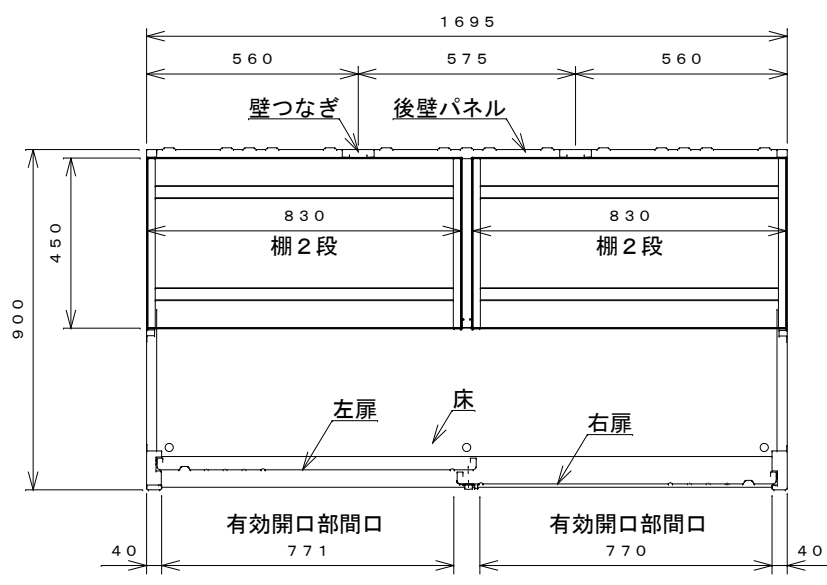 １６９５
５６０ ５７５ ５６０
壁つなぎ 後壁パネル
８３０ ８３０
棚２段 棚２段
４５０
９００
左扉 床 右扉
有効開口部間口 有効開口部間口
４０ ７７１ ７７０ ４０